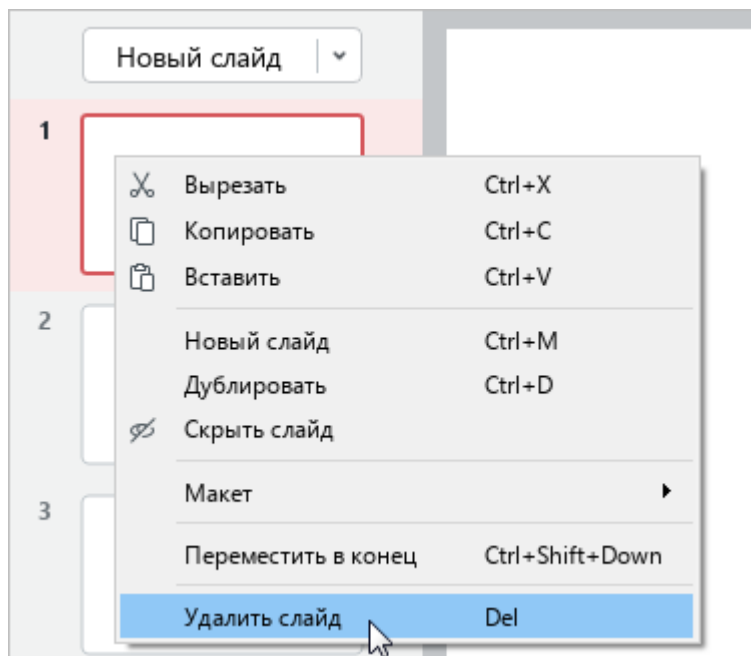 Новый слайд
1
Вырезать Ctrl+X
Копировать Ctrl+C
Вставить Ctrl+V
2
Новый слайд Ctrl+M
Дублировать Ctrl+D
Скрыть слайд
Макет
3
Переместить в конец Ctrl+Shift+Down
Удалить слайд Del